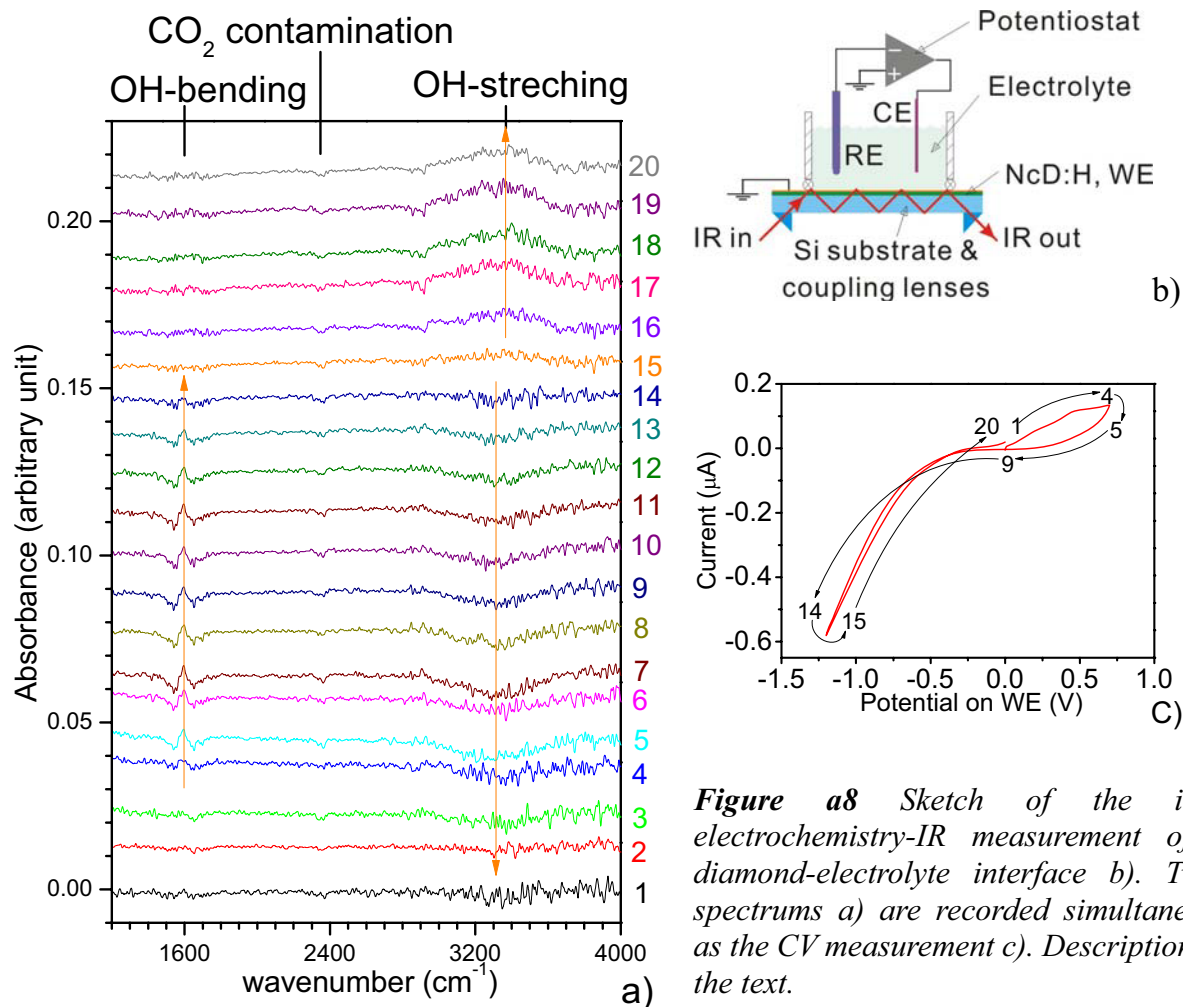 CO2 contamination
OH-bending
OH-streching
20
19
18
17
16
15
14
13
12
11
10
9
8
7
6
5
4
3
2
1
0.20
0.15
0.10
0.05
0.00
Absorbance (arbitrary unit)
1600 2400 3200 4000
wavenumber (cm-1)
a)
Potentiostat
Electrolyte
CE
RE
NcD:H, WE
IR in
IR out
Si substrate &
coupling lenses
b)
0.2
0.0
-0.2
-0.4
-0.6
Current (μA)
20 1 4
5
9
14 15
-1.5 -1.0 -0.5 0.0 0.5 1.0
Potential on WE (V)
C)
Figure a8 Sketch of the i
electrochemistry-IR measurement of
diamond-electrolyte interface b). T
spectrums a) are recorded simultane
as the CV measurement c). Description
the text.